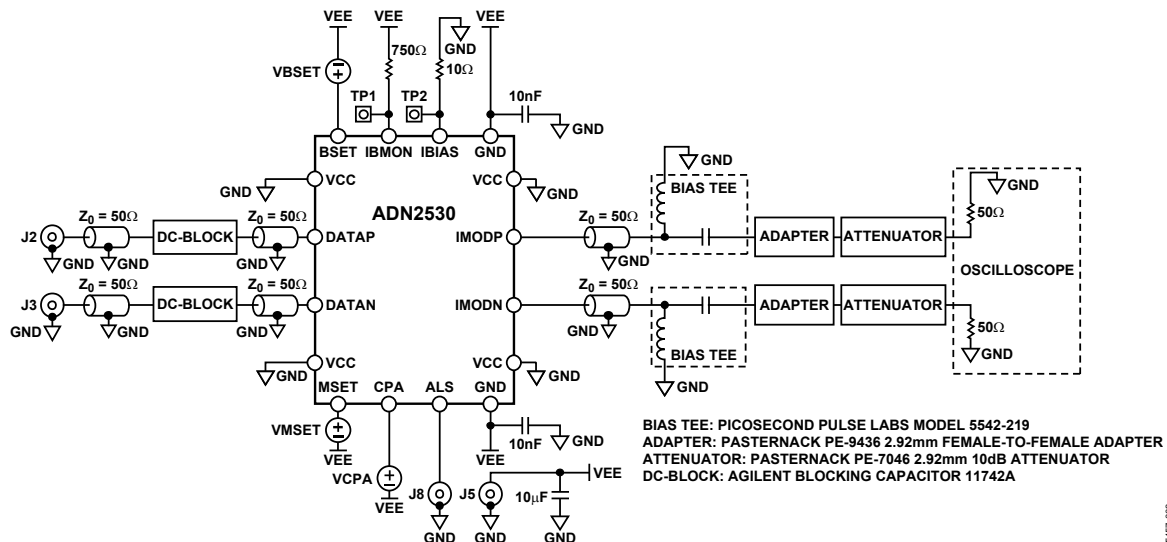 VEE VEE VEE
GND
750Ω
10Ω
VBSET
TP1 TP2 10nF
GND
BSET IBMON IBIAS GND
GND VCC VCC GND
GND
BIAS TEE
ADN2530
GND
50Ω
Z0 = 50Ω Z0 = 50Ω Z0 = 50Ω
J2 DC-BLOCK DATAP IMODP ADAPTER ATTENUATOR
GND GND GND GND
OSCILLOSCOPE
Z0 = 50Ω Z0 = 50Ω Z0 = 50Ω
J3 DC-BLOCK DATAN IMODN ADAPTER ATTENUATOR
GND GND GND GND
50Ω
GND
BIAS TEE
GND VCC VCC GND
GND
MSET CPA ALS GND
VMSET
10nF GND
VEE VEE
VCPA
VEE
J8 J5 10μF VEE
GND GND GND
BIAS TEE: PICOSECOND PULSE LABS MODEL 5542-219
ADAPTER: PASTERNACK PE-9436 2.92mm FEMALE-TO-FEMALE ADAPTER
ATTENUATOR: PASTERNACK PE-7046 2.92mm 10dB ATTENUATOR
DC-BLOCK: AGILENT BLOCKING CAPACITOR 11742A